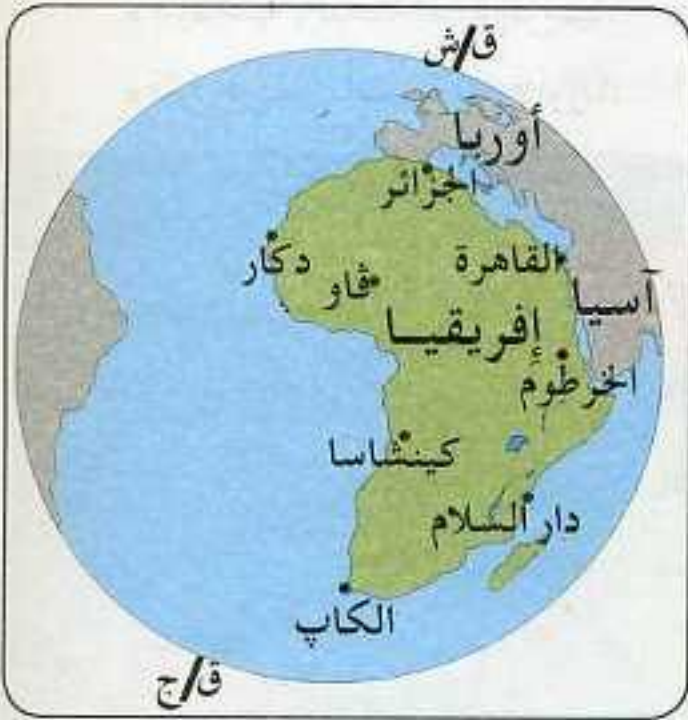 ق/ش
أوربا
الجزائر
القاهرة
دكار
ڤاو
آسيا
إفريقيا
الخرطوم
كينشاسا
دار السلام
الكاپ
ق/ج